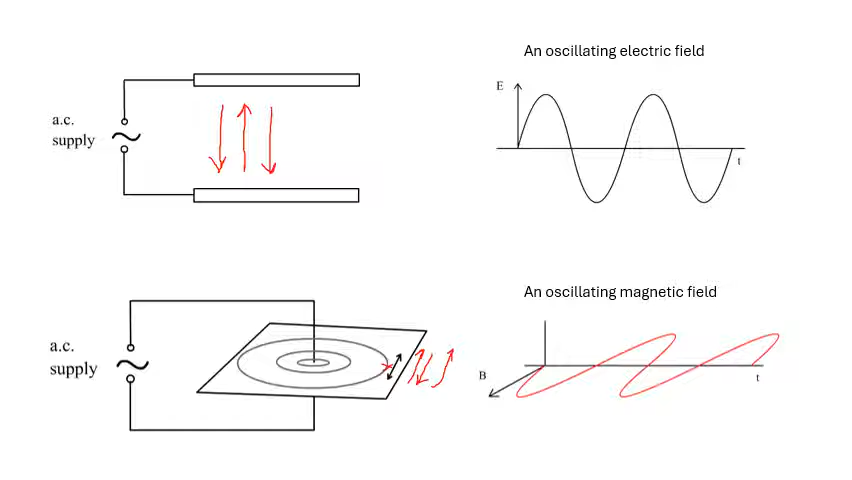 An oscillating electric field
E
a.c.
supply
t
An oscillating magnetic field
a.c.
supply
B
t